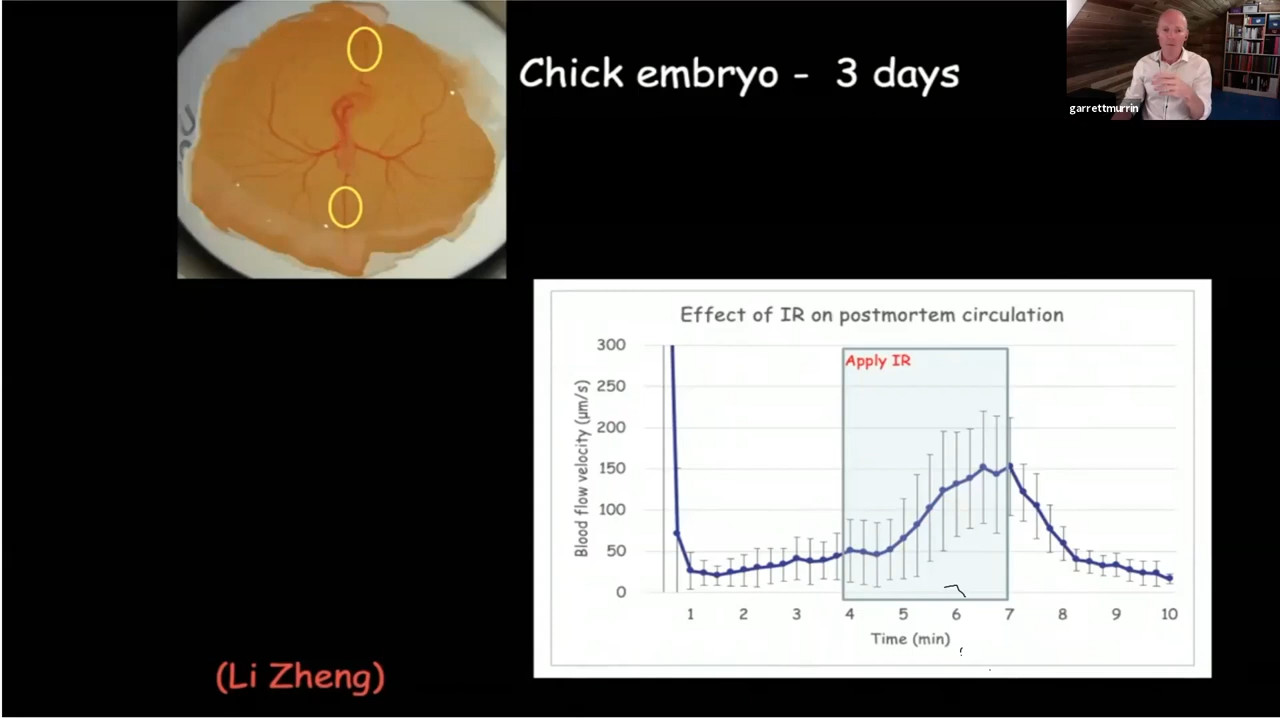 Chick embryo - 3 days
garrettmurrin
Effect of IR on postmortem circulation
Apply IR
Blood flow velocity (μm/s)
300
250
200
150
100
50
0
1 2 3 4 5 6 7 8 9 10
Time (min)
(Li Zheng)